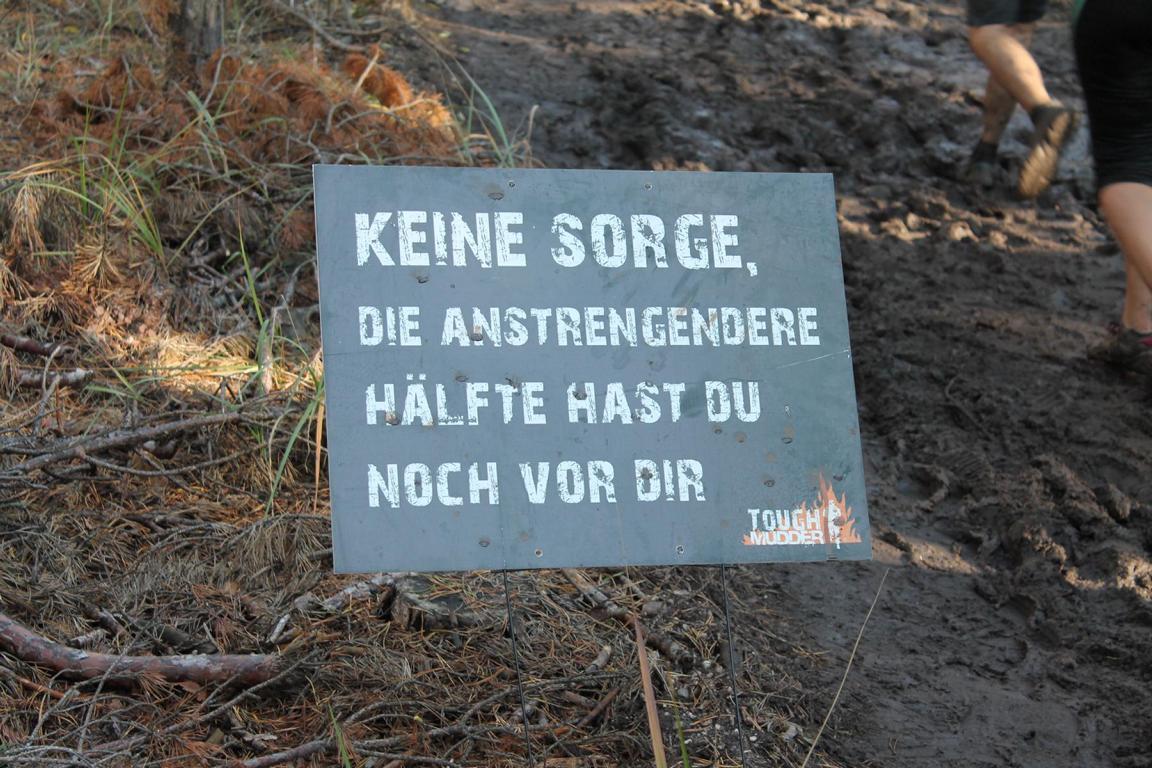 KEINE SORGE,
DIE ANSTRENGENDERE
HÄLFTE HAST DU
NOCH VOR DIR
TOUGH
MUDDER